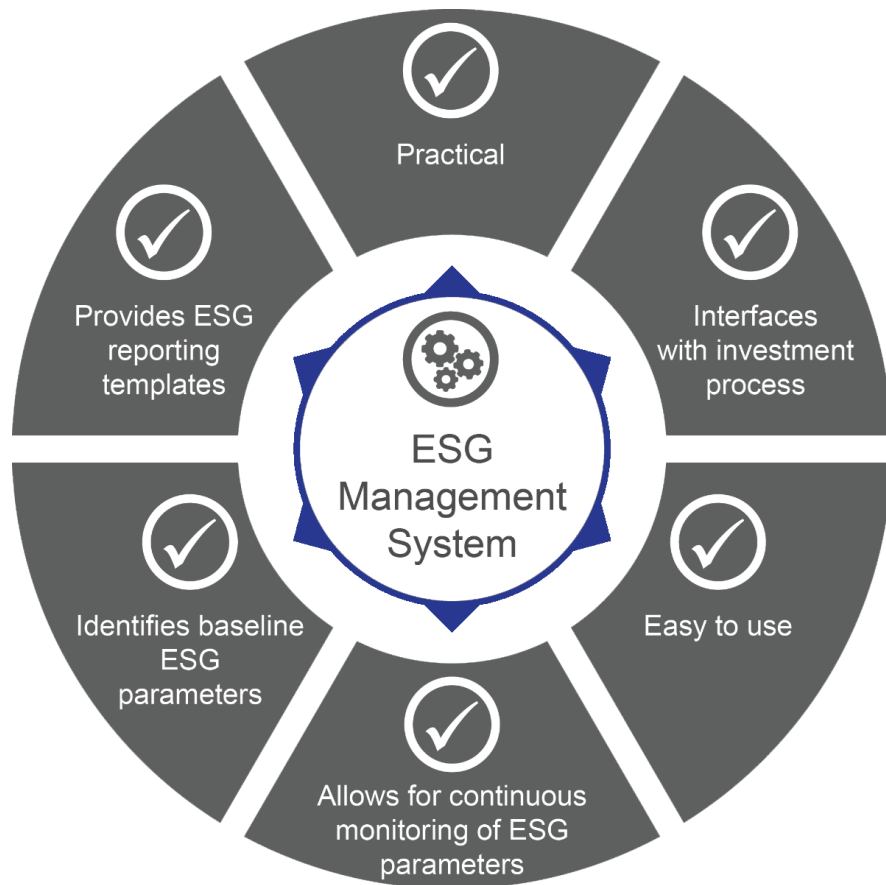 Practical
Provides ESG
reporting
templates
Interfaces
with investment
process
ESG
Management
System
Identifies baseline
ESG
parameters
Easy to use
Allows for continuous
monitoring of ESG
parameters